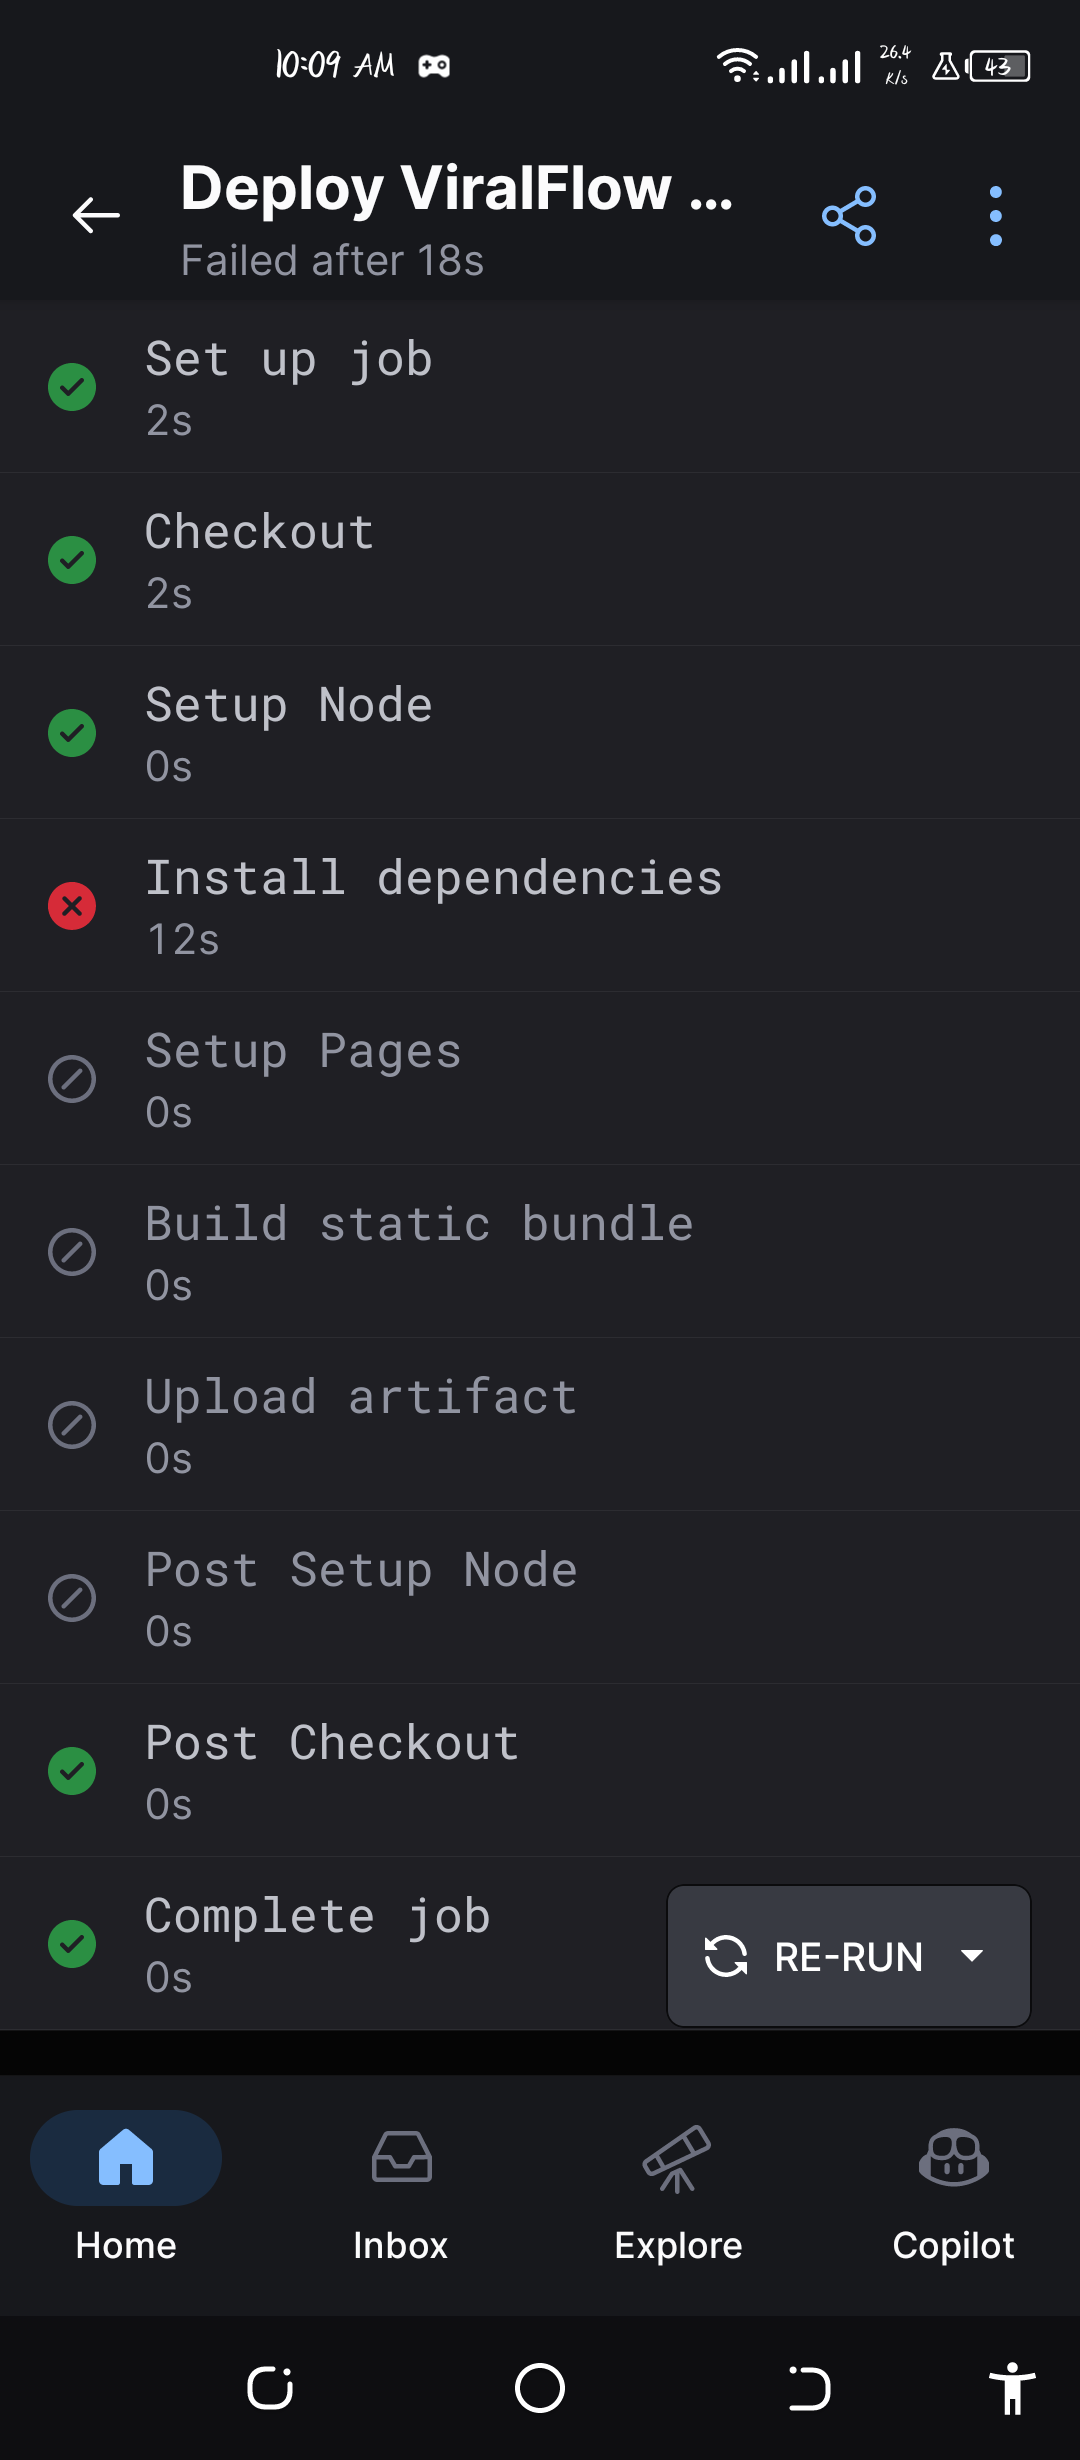 10:09 AM
26.4
K/s
43
Deploy ViralFlow ...
Failed after 18s
Set up job
2s
Checkout
2s
Setup Node
0s
Install dependencies
12s
Setup Pages
0s
Build static bundle
0s
Upload artifact
0s
Post Setup Node
0s
Post Checkout
0s
Complete job
0s
RE-RUN
Home
Inbox
Explore
Copilot